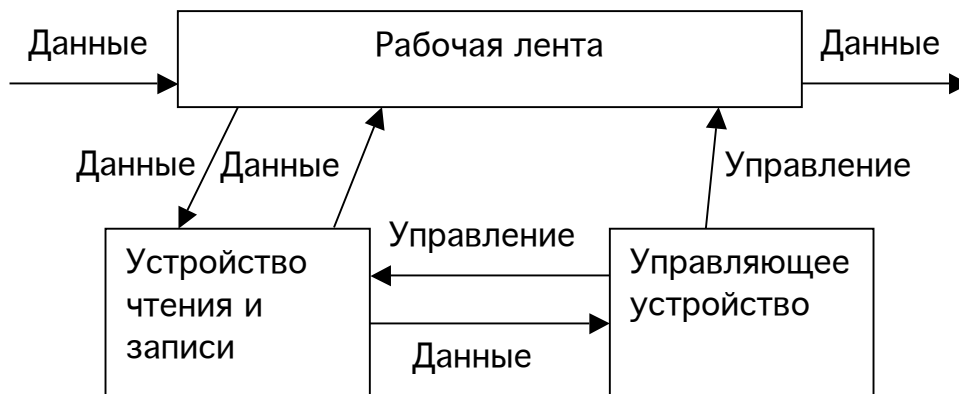 Данные
Рабочая лента
Данные
Данные
Данные
Управление
Управление
Устройство
чтения и
записи
Управляющее
устройство
Данные